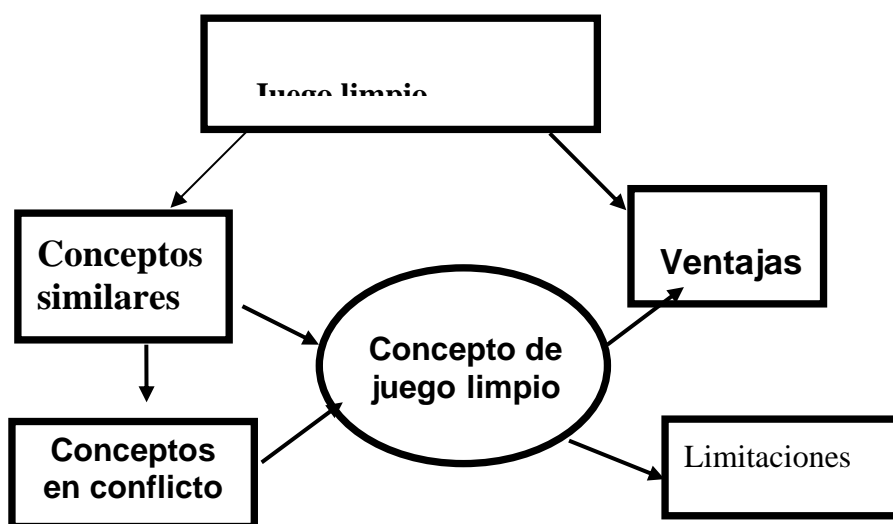 Juego limpio
Conceptos
similares
Ventajas
Concepto de
juego limpio
Conceptos
en conflicto
Limitaciones